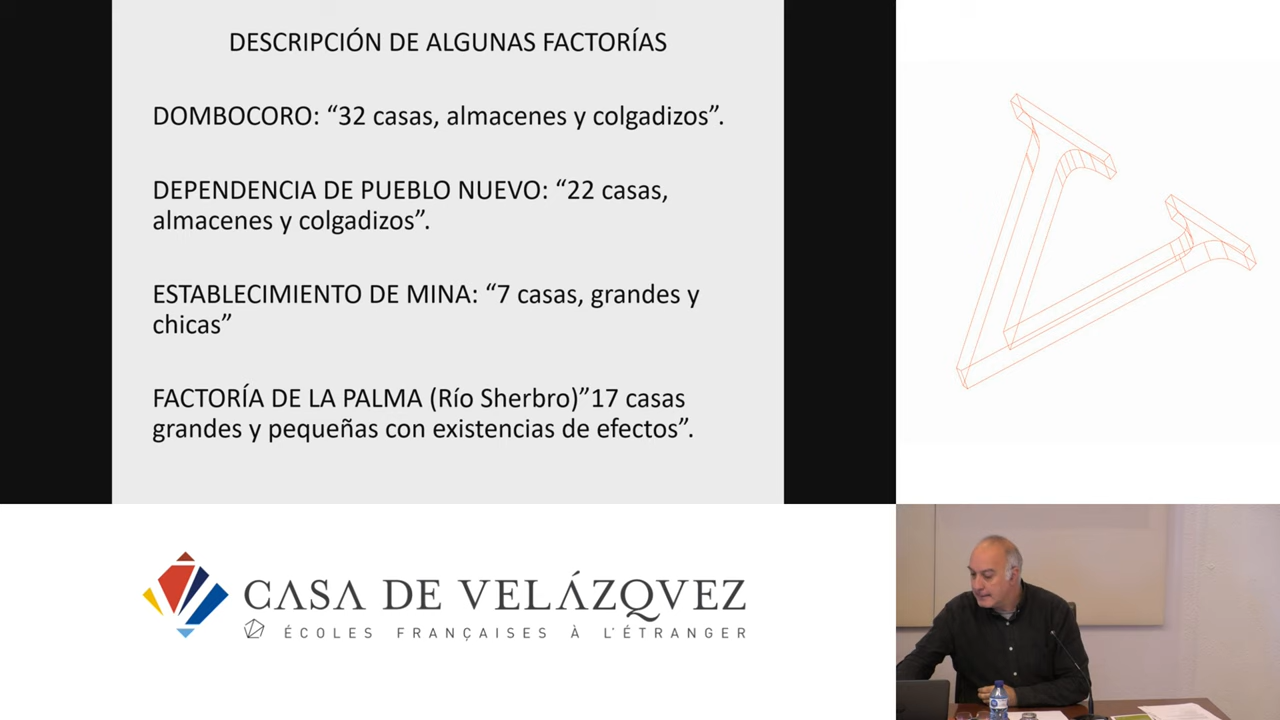 DESCRIPCIÓN DE ALGUNAS FACTORÍAS
DOMBOCORO: “32 casas, almacenes y colgadizos”.
DEPENDENCIA DE PUEBLO NUEVO: “22 casas,
almacenes y colgadizos”.
ESTABLECIMIENTO DE MINA: “7 casas, grandes y
chicas”
FACTORÍA DE LA PALMA (Río Sherbro)”17 casas
grandes y pequeñas con existencias de efectos”.
CASA DE VELÁZQVEZ
ÉCOLES FRANÇAISES À L'ÉTRANGER